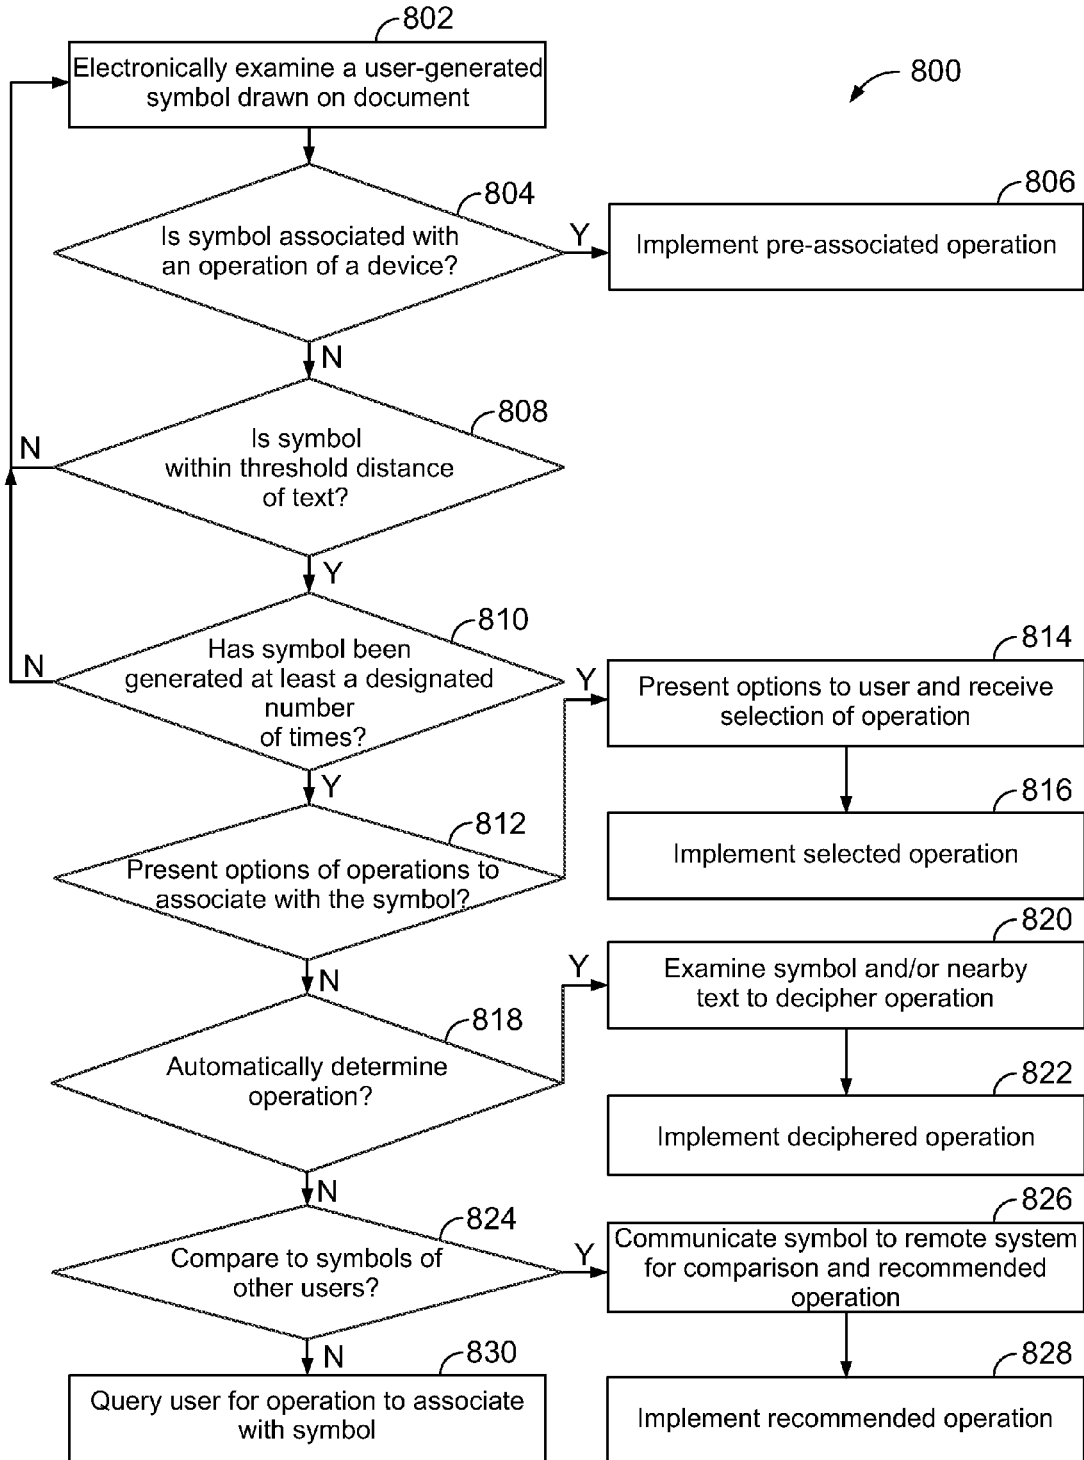 802
Electronically examine a user-generated
symbol drawn on document
800
804
Is symbol associated with
an operation of a device?
Y
806
Implement pre-associated operation
N
808
Is symbol
within threshold distance
of text?
N
Y
810
Has symbol been
generated at least a designated
number
of times?
N
Y
812
Present options of operations to
associate with the symbol?
Y
814
Present options to user and receive
selection of operation
816
Implement selected operation
N
818
Automatically determine
operation?
Y
820
Examine symbol and/or nearby
text to decipher operation
822
Implement deciphered operation
N
824
Compare to symbols of
other users?
Y
826
Communicate symbol to remote system
for comparison and recommended
operation
828
Implement recommended operation
N
830
Query user for operation to associate
with symbol